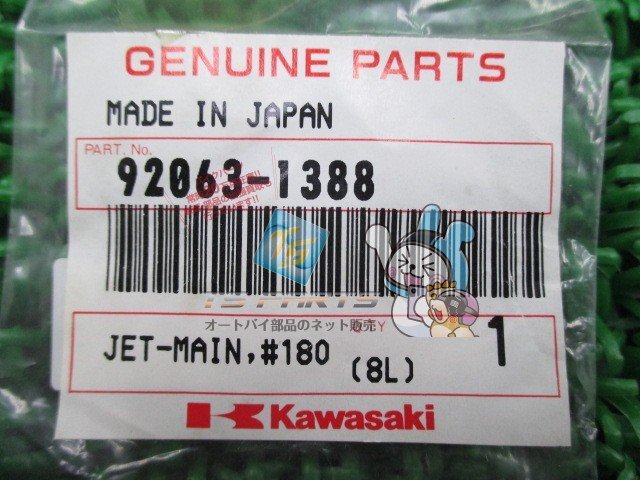 GENUINE PARTS
MADE IN JAPAN
PART. No.
92063-1388
PARTS
オートバイ部品のネット販売
JET-MAIN,#180 (8L)
1
Kawasaki